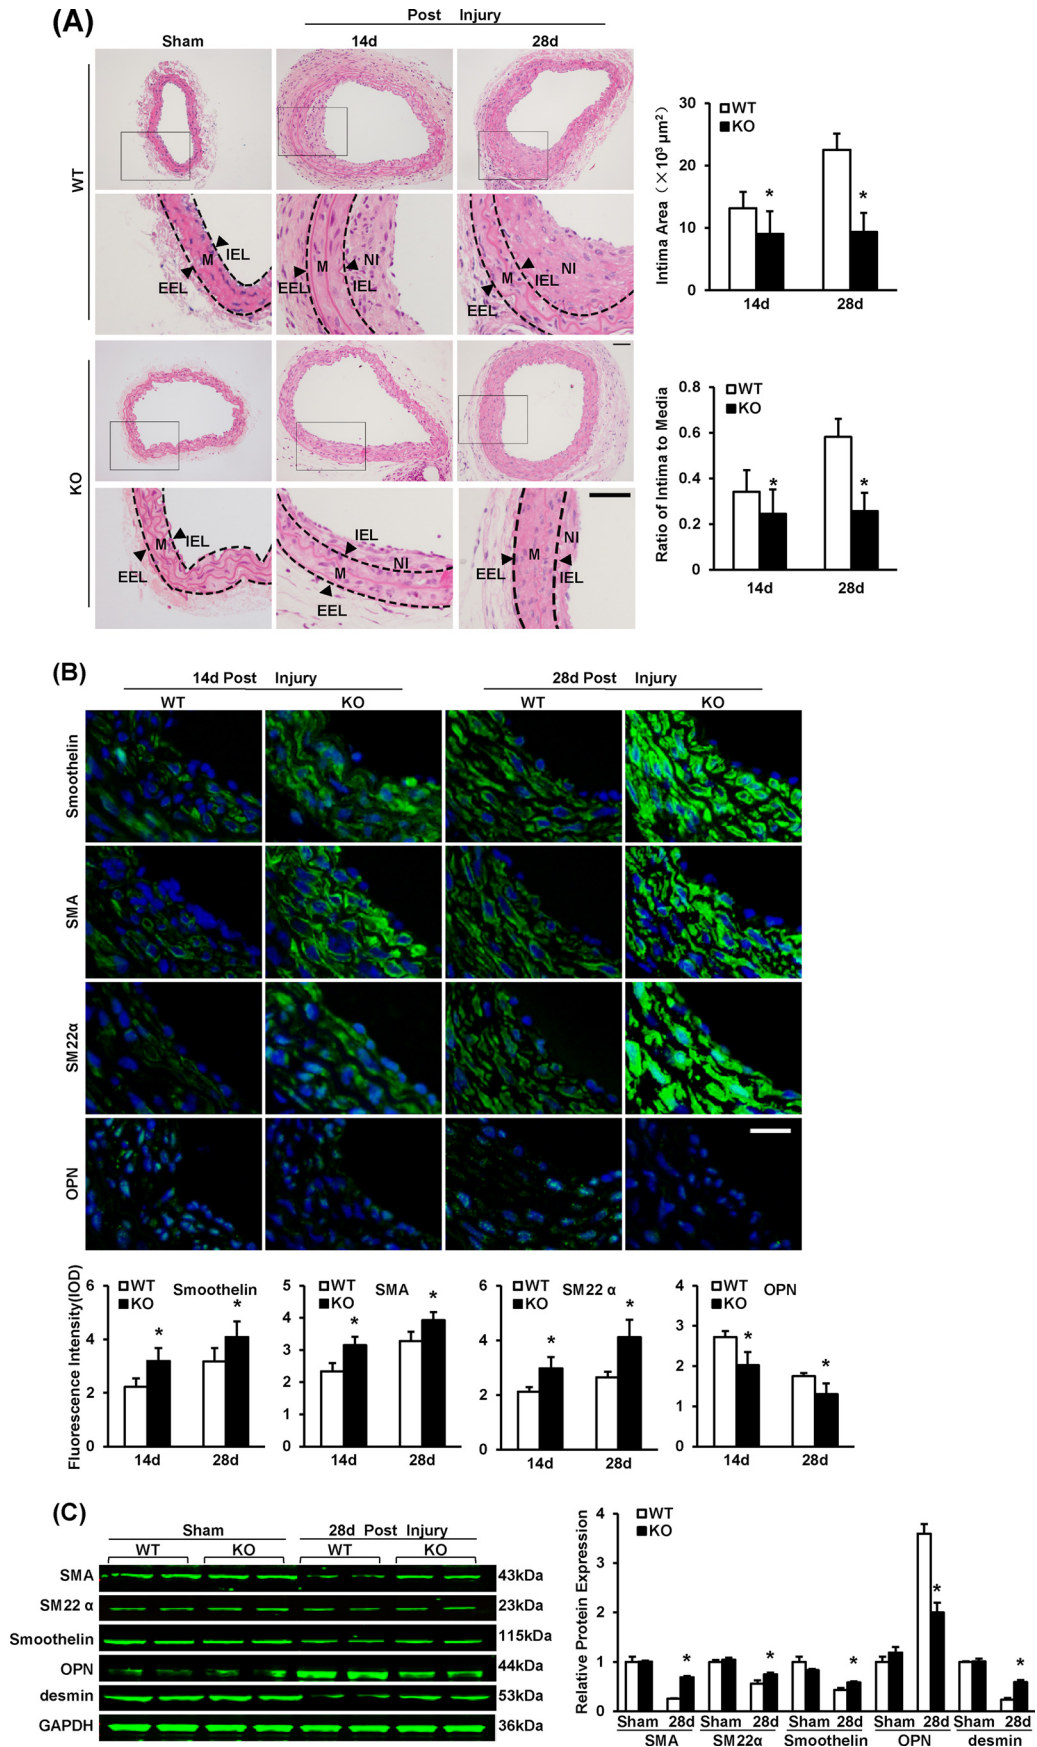 (A)
Post Injury
Sham 14d 28d
WT
IEL
M
EEL
M
NI
IEL
EEL
NI
M
IEL
EEL
KO
M
IEL
EEL
IEL
NI
M
EEL
NI
M
EEL
IEL
Intima Area (×10³ μm²)
30
20
10
0
WT
KO
*
*
14d 28d
Ratio of Intima to Media
0.8
0.6
0.4
0.2
0
WT
KO
*
*
14d 28d
(B)
14d Post Injury 28d Post Injury
WT KO WT KO
Smoothelin
SMA
SM22α
OPN
Fluorescence Intensity(IOD)
6
4
2
0
WT
KO
Smoothelin
*
*
14d 28d
5
4
3
2
1
0
WT
KO
SMA
*
*
14d 28d
6
4
2
0
WT
KO
SM22 α
*
*
14d 28d
4
3
2
1
0
WT
KO
OPN
*
*
14d 28d
(C)
Sham 28d Post Injury
WT KO WT KO
SMA 43kDa
SM22 α 23kDa
Smoothelin 115kDa
OPN 44kDa
desmin 53kDa
GAPDH 36kDa
Relative Protein Expression
4
3
2
1
0
WT
KO
*
*
*
*
*
Sham 28d Sham 28d Sham 28d Sham 28d Sham 28d
SMA SM22α Smoothelin OPN desmin